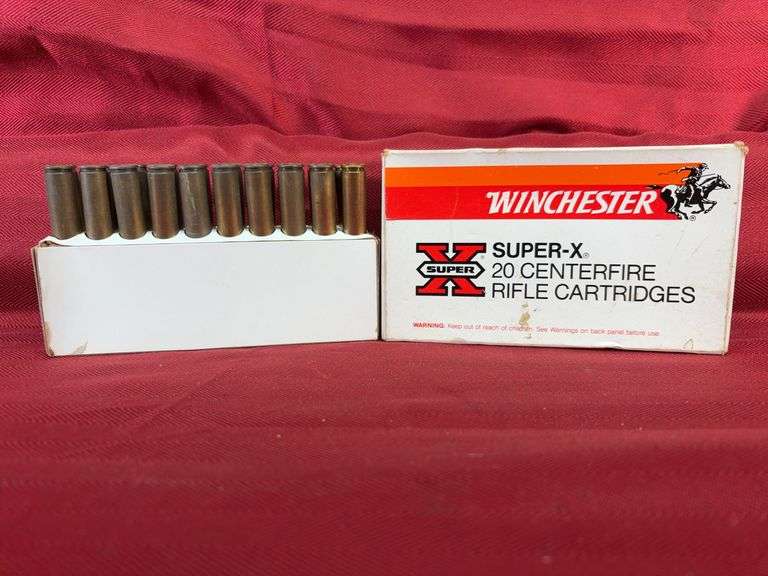 WINCHESTER®
X SUPER ®
SUPER-X®
20 CENTERFIRE
RIFLE CARTRIDGES
WARNING: Keep out of reach of children. See Warnings on back panel before use.